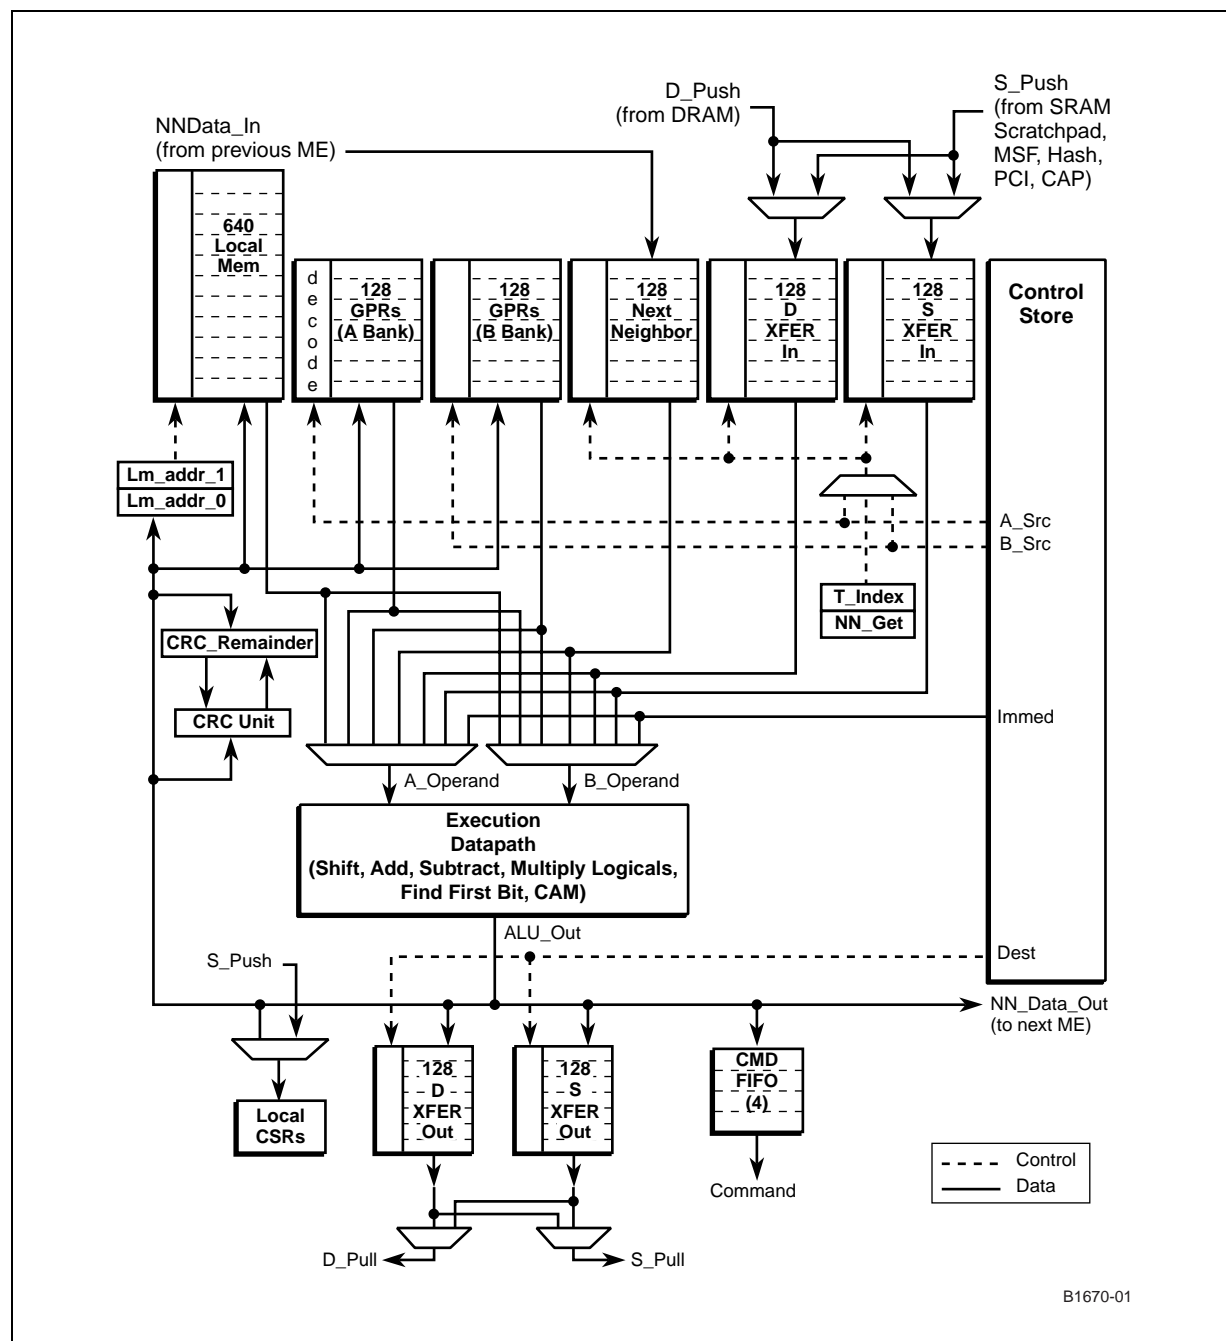 D_Push
(from DRAM)
S_Push
(from SRAM
Scratchpad,
MSF, Hash,
PCI, CAP)
NNData_In
(from previous ME)
640
Local
Mem
decode
128
GPRs
(A Bank)
128
GPRs
(B Bank)
128
Next
Neighbor
128
D
XFER
In
128
S
XFER
In
Control
Store
Lm_addr_1
Lm_addr_0
A_Src
B_Src
T_Index
NN_Get
CRC_Remainder
CRC Unit
Immed
A_Operand
B_Operand
Execution
Datapath
(Shift, Add, Subtract, Multiply Logicals,
Find First Bit, CAM)
ALU_Out
S_Push
Dest
NN_Data_Out
(to next ME)
Local
CSRs
128
D
XFER
Out
128
S
XFER
Out
CMD
FIFO
(4)
Command
Control
Data
D_Pull
S_Pull
B1670-01